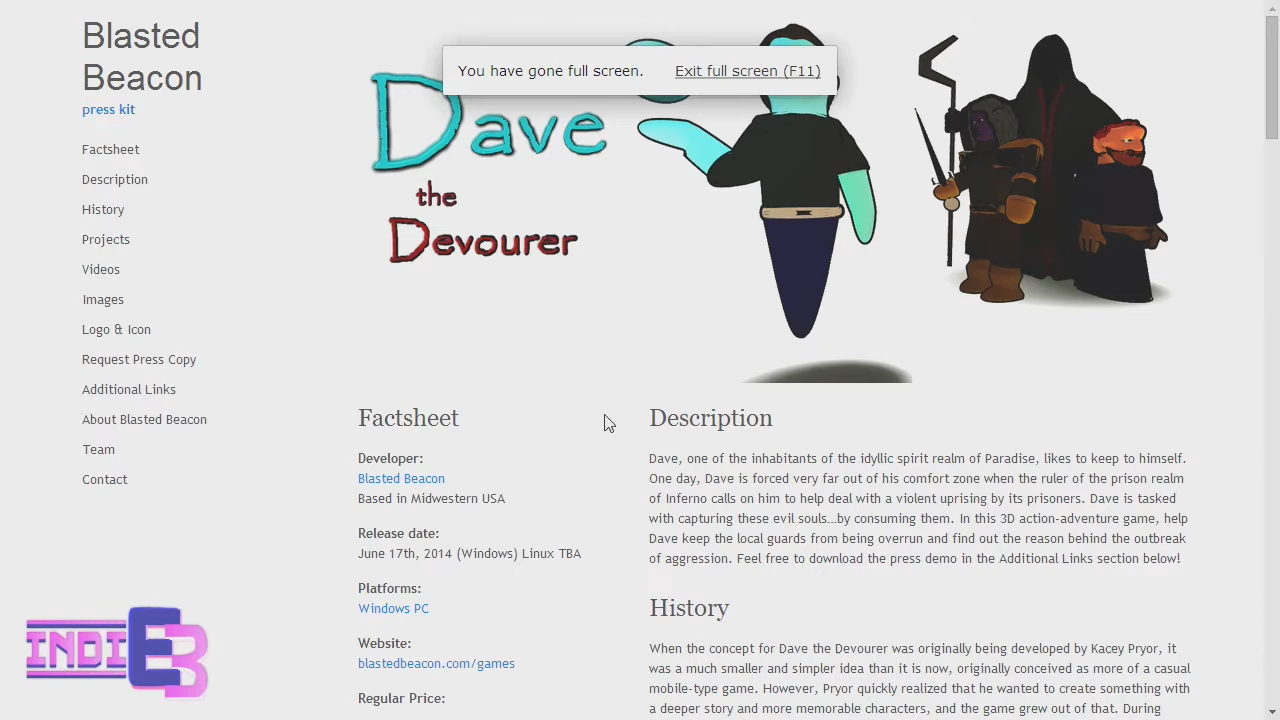 Blasted
Beacon
press kit
Factsheet
Description
History
Projects
Videos
Images
Logo & Icon
Request Press Copy
Additional Links
About Blasted Beacon
Team
Contact
INDIE3
You have gone full screen. Exit full screen (F11)
Dave
the
Devourer
Factsheet
Developer:
Blasted Beacon
Based in Midwestern USA
Release date:
June 17th, 2014 (Windows) Linux TBA
Platforms:
Windows PC
Website:
blastedbeacon.com/games
Regular Price:
Description
Dave, one of the inhabitants of the idyllic spirit realm of Paradise, likes to keep to himself.
One day, Dave is forced very far out of his comfort zone when the ruler of the prison realm
of Inferno calls on him to help deal with a violent uprising by its prisoners. Dave is tasked
with capturing these evil souls...by consuming them. In this 3D action-adventure game, help
Dave keep the local guards from being overrun and find out the reason behind the outbreak
of aggression. Feel free to download the press demo in the Additional Links section below!
History
When the concept for Dave the Devourer was originally being developed by Kacey Pryor, it
was a much smaller and simpler idea than it is now, originally conceived as more of a casual
mobile-type game. However, Pryor quickly realized that he wanted to create something with
a deeper story and more memorable characters, and the game grew out of that. During